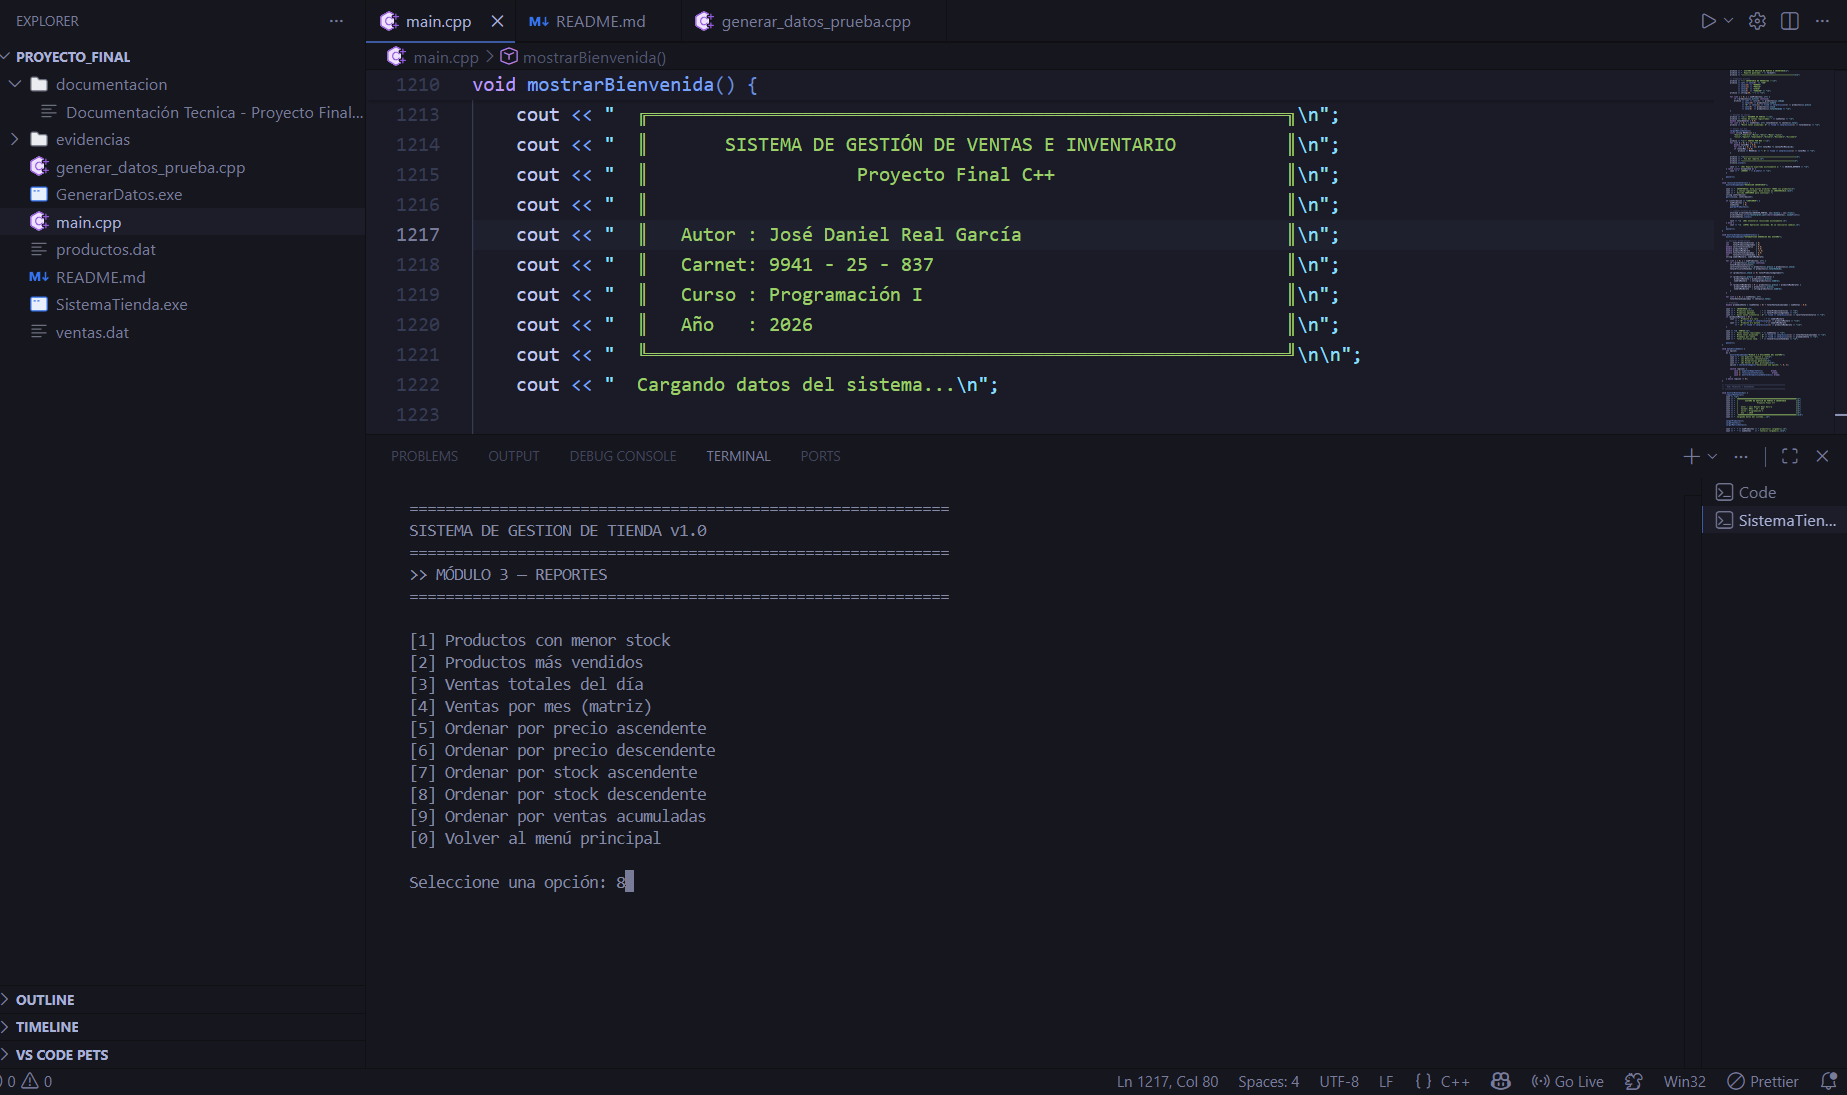 EXPLORER
PROYECTO_FINAL
documentacion
Documentación Tecnica - Proyecto Final...
evidencias
generar_datos_prueba.cpp
GenerarDatos.exe
main.cpp
productos.dat
README.md
SistemaTienda.exe
ventas.dat
OUTLINE
TIMELINE
VS CODE PETS
main.cpp
README.md
generar_datos_prueba.cpp
main.cpp > mostrarBienvenida()
1210 void mostrarBienvenida() {
1213 cout << " ╔══════════════════════════════════════════════════════════╗\n";
1214 cout << " ║ SISTEMA DE GESTIÓN DE VENTAS E INVENTARIO ║\n";
1215 cout << " ║ Proyecto Final C++ ║\n";
1216 cout << " ║ ║\n";
1217 cout << " ║ Autor : José Daniel Real García ║\n";
1218 cout << " ║ Carnet: 9941 - 25 - 837 ║\n";
1219 cout << " ║ Curso : Programación I ║\n";
1220 cout << " ║ Año : 2026 ║\n";
1221 cout << " ╚══════════════════════════════════════════════════════════╝\n\n";
1222 cout << " Cargando datos del sistema...\n";
1223
PROBLEMS OUTPUT DEBUG CONSOLE TERMINAL PORTS
============================================================
SISTEMA DE GESTION DE TIENDA v1.0
============================================================
>> MÓDULO 3 — REPORTES
============================================================
[1] Productos con menor stock
[2] Productos más vendidos
[3] Ventas totales del día
[4] Ventas por mes (matriz)
[5] Ordenar por precio ascendente
[6] Ordenar por precio descendente
[7] Ordenar por stock ascendente
[8] Ordenar por stock descendente
[9] Ordenar por ventas acumuladas
[0] Volver al menú principal
Seleccione una opción: 8
Code
SistemaTien...
0 0
Ln 1217, Col 80 Spaces: 4 UTF-8 LF { } C++ Go Live Win32 Prettier